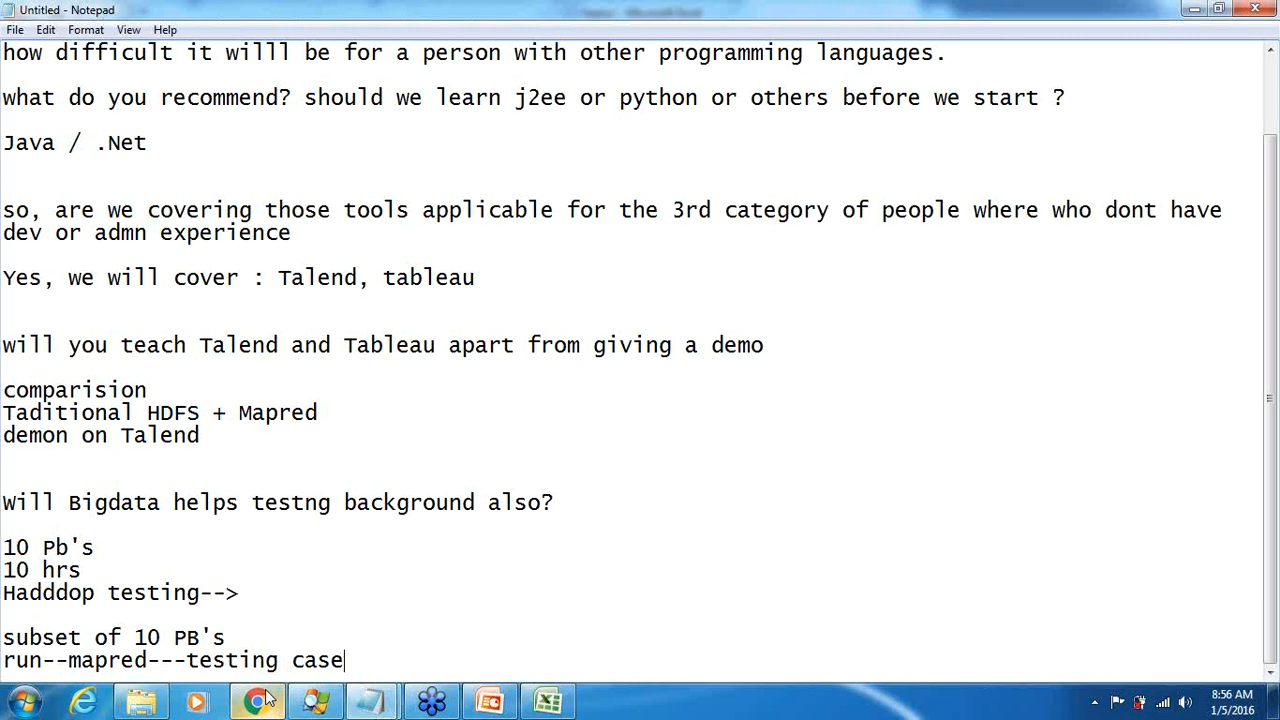 Untitled - Notepad
File Edit Format View Help
how difficult it willl be for a person with other programming languages.
what do you recommend? should we learn j2ee or python or others before we start ?
Java / .Net
so, are we covering those tools applicable for the 3rd category of people where who dont have
dev or admn experience
Yes, we will cover : Talend, tableau
will you teach Talend and Tableau apart from giving a demo
comparision
Taditional HDFS + Mapred
demon on Talend
Will Bigdata helps testng background also?
10 Pb's
10 hrs
Hadddop testing-->
subset of 10 PB's
run--mapred---testing case
8:56 AM
1/5/2016